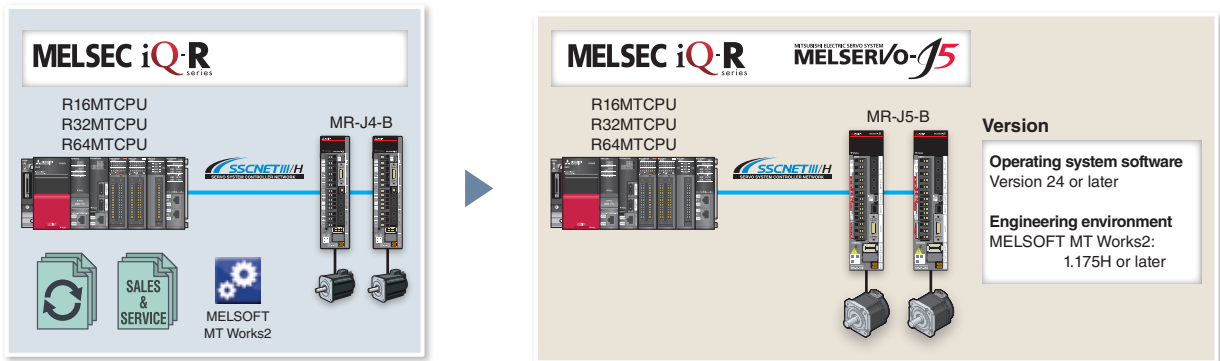 MELSEC iQ-R
series
R16MTCPU
R32MTCPU
R64MTCPU
MR-J4-B
SSCNETIII/H
SERVO SYSTEM CONTROLLER NETWORK
SALES
&
SERVICE
MELSOFT
MT Works2
MELSEC iQ-R
series
MITSUBISHI ELECTRIC SERVO SYSTEM
MELSERVO-J5
R16MTCPU
R32MTCPU
R64MTCPU
MR-J5-B
SSCNETIII/H
SERVO SYSTEM CONTROLLER NETWORK
Version
Operating system software
Version 24 or later
Engineering environment
MELSOFT MT Works2:
1.175H or later